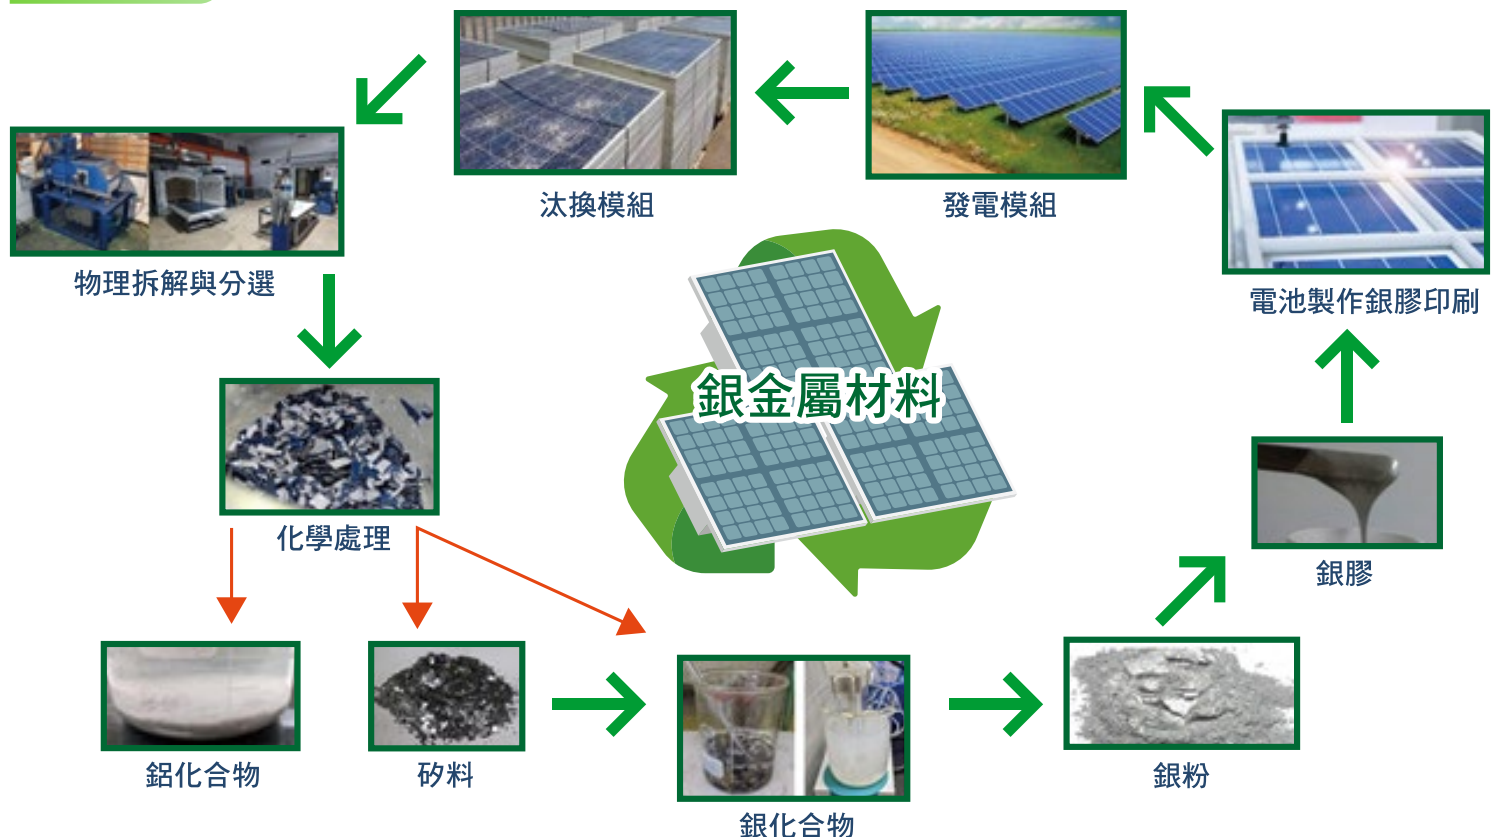 汰換模組
發電模組
物理拆解與分選
電池製作銀膠印刷
銀金屬材料
化學處理
銀膠
鋁化合物
矽料
銀化合物
銀粉